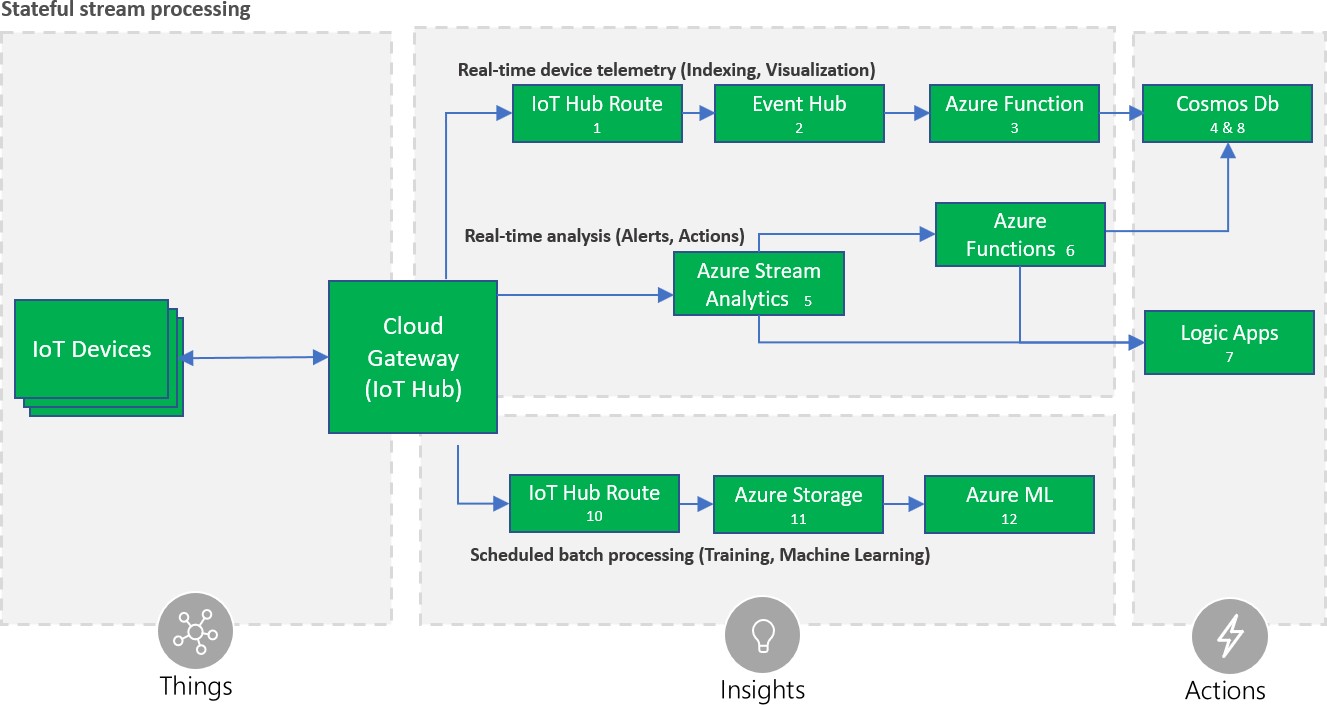 Stateful stream processing
Real-time device telemetry (Indexing, Visualization)
IoT Hub Route
1
Event Hub
2
Azure Function
3
Cosmos Db
4 & 8
Real-time analysis (Alerts, Actions)
Azure Stream
Analytics 5
Azure
Functions 6
Logic Apps
7
IoT Devices
Cloud
Gateway
(IoT Hub)
IoT Hub Route
10
Azure Storage
11
Azure ML
12
Scheduled batch processing (Training, Machine Learning)
Things
Insights
Actions